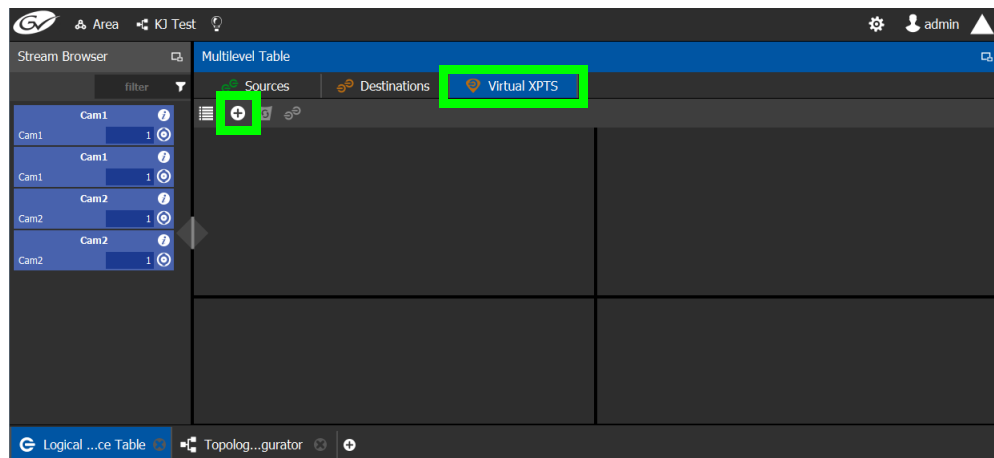 GV Area KJ Test admin
Stream Browser
Multilevel Table
filter
Sources Destinations Virtual XPTS
Cam1
Cam1 1
Cam1
Cam1 1
Cam2
Cam2 1
Cam2
Cam2 1
Logical ...ce Table Topolog...gurator